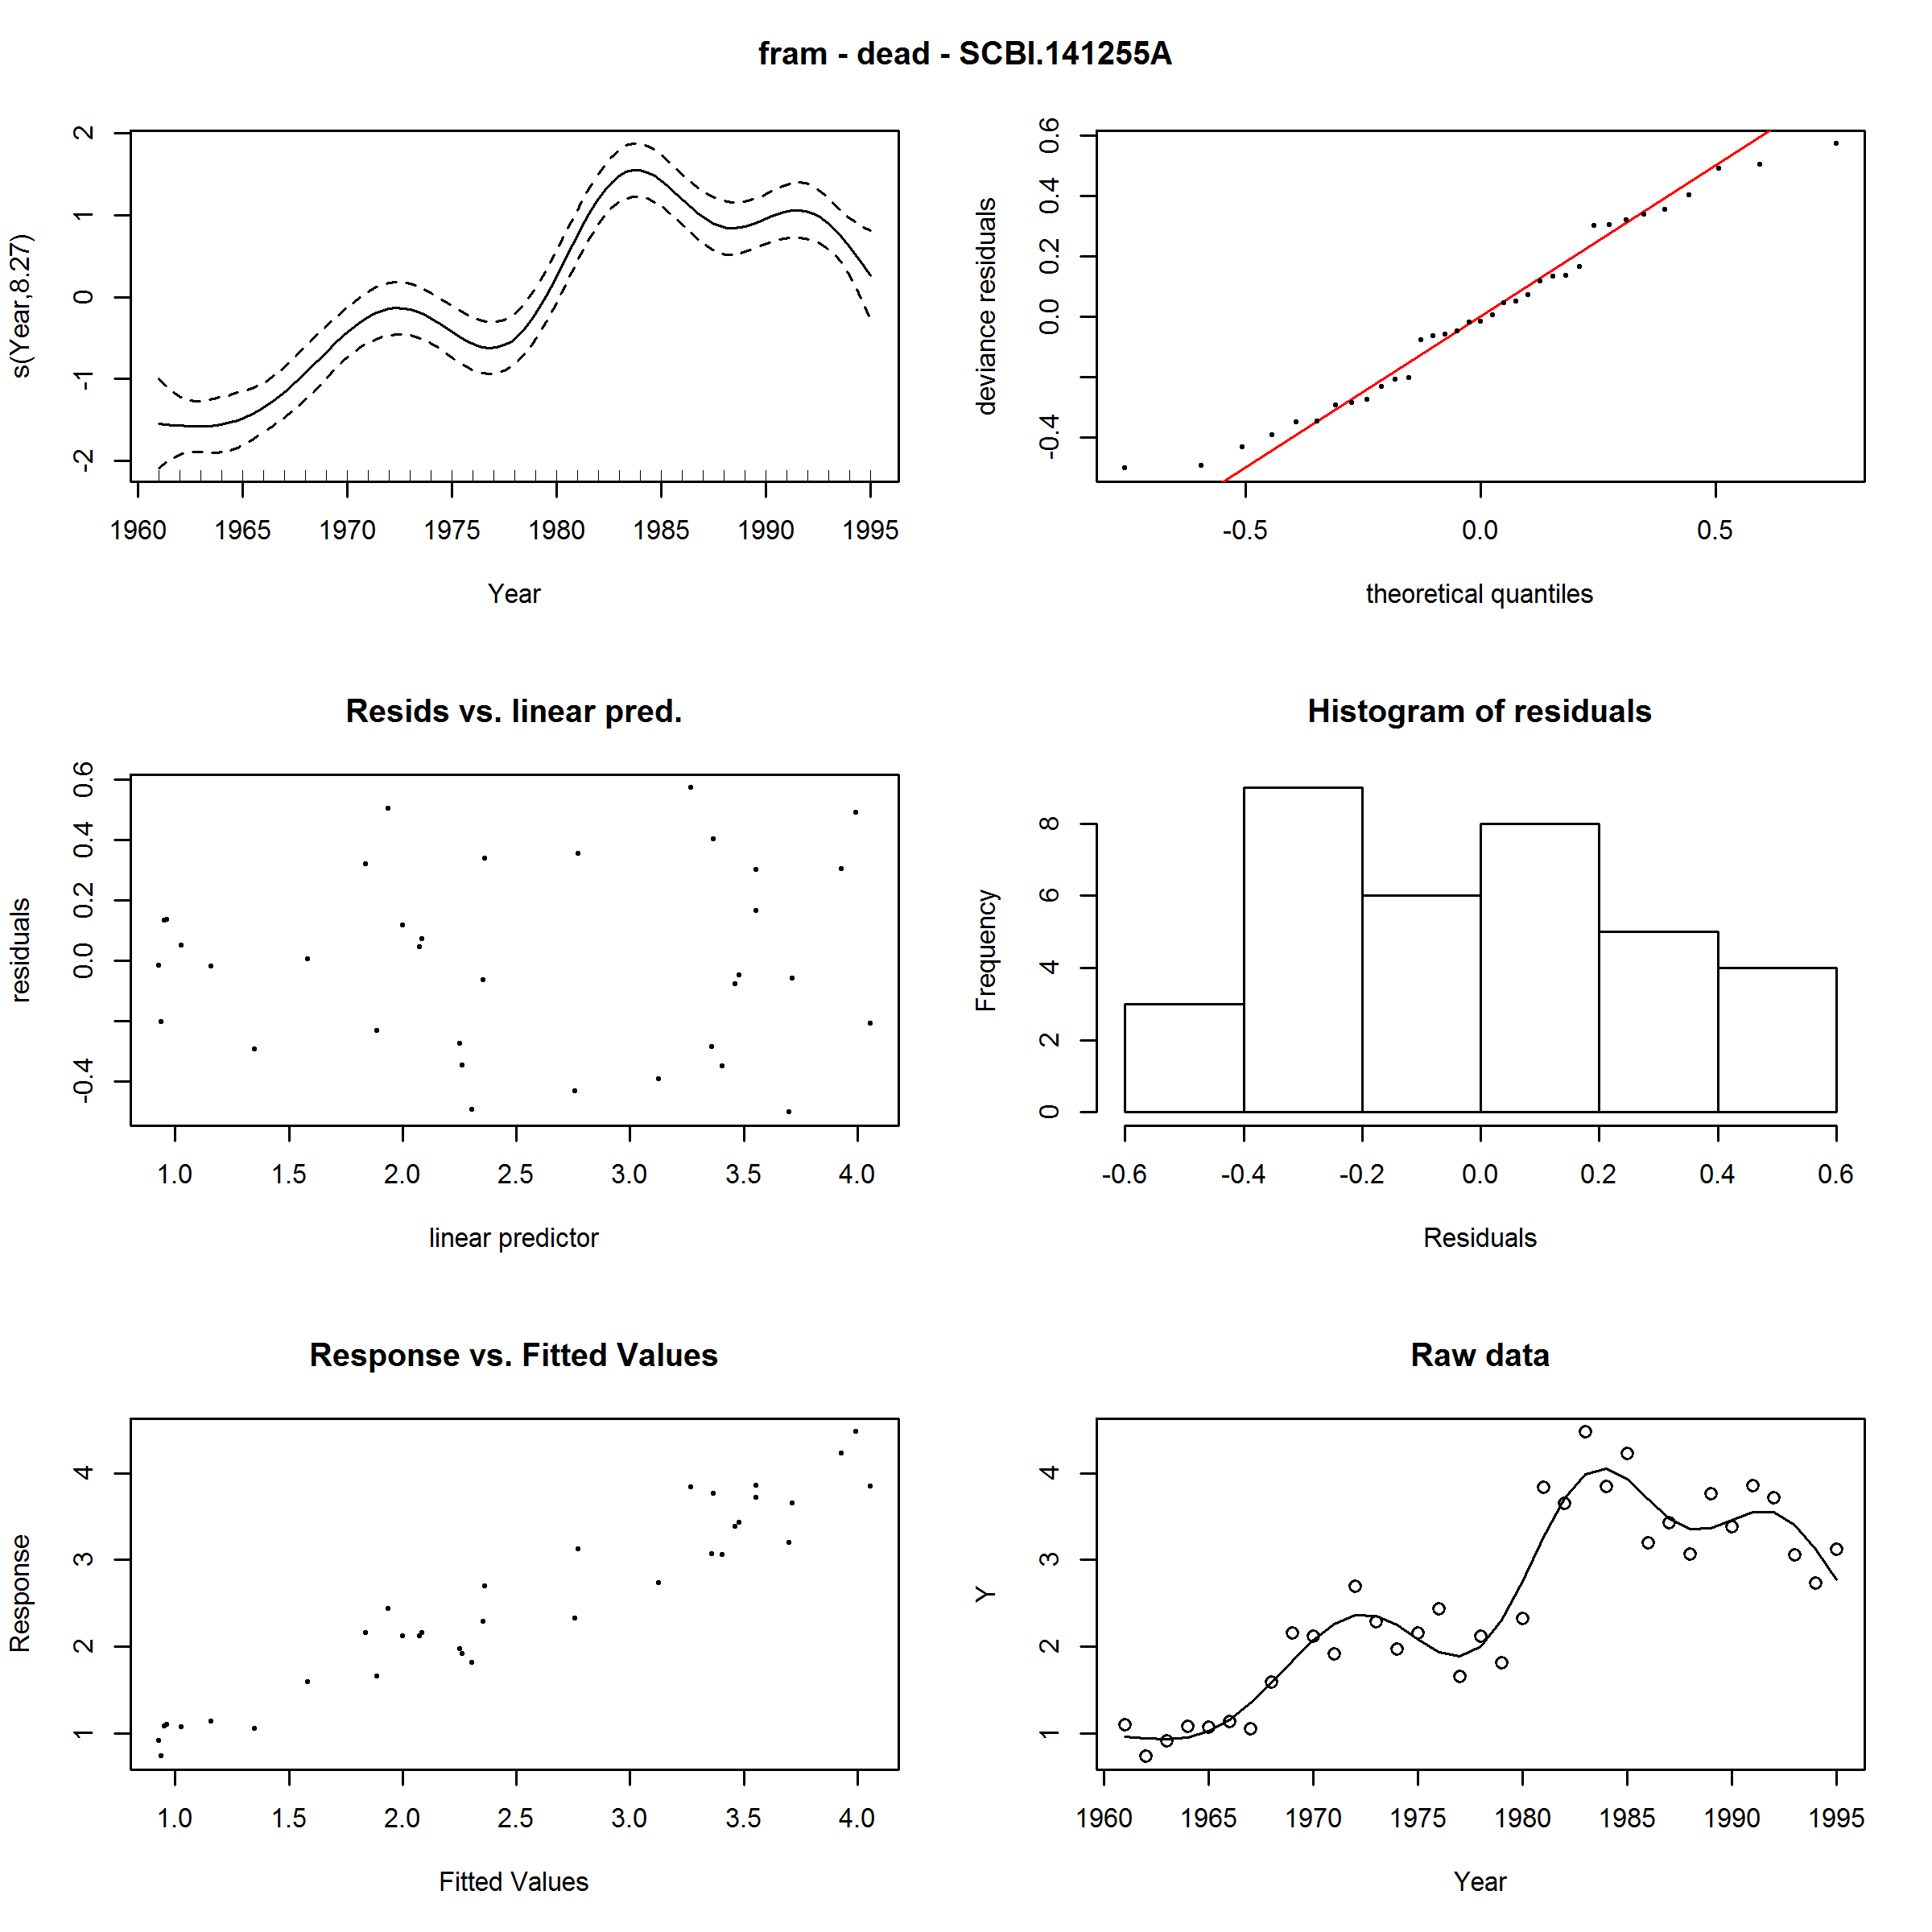 fram - dead - SCBI.141255A
s(Year,8.27)
2
1
0
-1
-2
1960 1965 1970 1975 1980 1985 1990 1995
Year
deviance residuals
0.6
0.4
0.2
0.0
-0.4
-0.5 0.0 0.5
theoretical quantiles
Resids vs. linear pred.
residuals
0.6
0.4
0.2
0.0
-0.4
1.0 1.5 2.0 2.5 3.0 3.5 4.0
linear predictor
Histogram of residuals
Frequency
8
6
4
2
0
-0.6 -0.4 -0.2 0.0 0.2 0.4 0.6
Residuals
Response vs. Fitted Values
Response
4
3
2
1
1.0 1.5 2.0 2.5 3.0 3.5 4.0
Fitted Values
Raw data
Y
4
3
2
1
1960 1965 1970 1975 1980 1985 1990 1995
Year